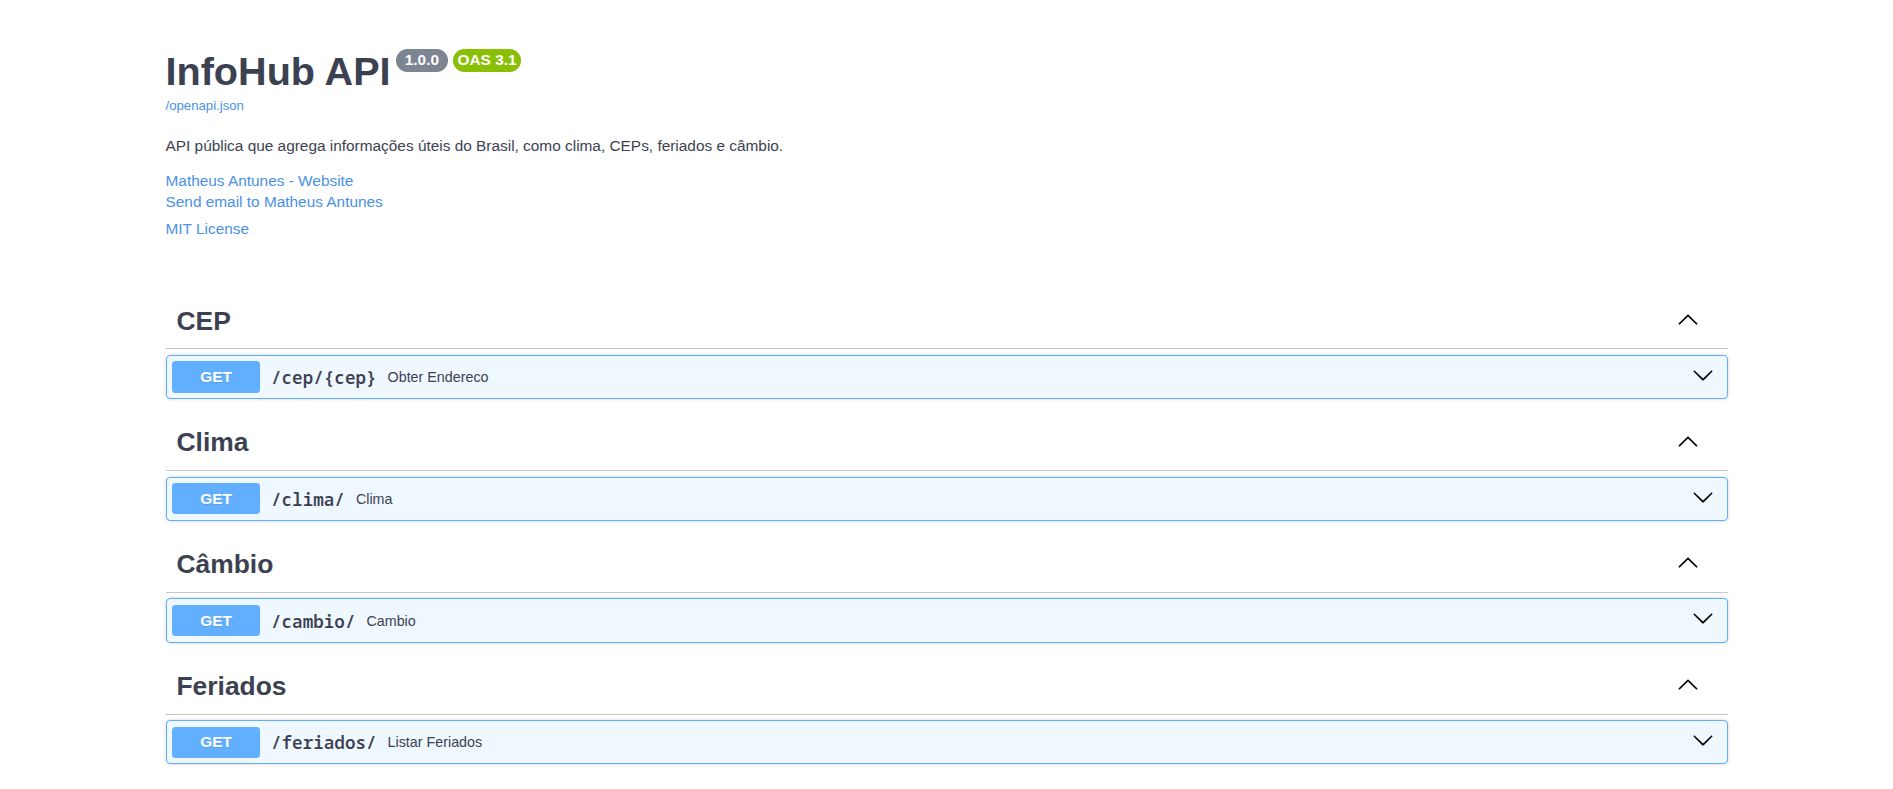 InfoHub API 1.0.0 OAS 3.1
/openapi.json
API pública que agrega informações úteis do Brasil, como clima, CEPs, feriados e câmbio.
Matheus Antunes - Website
Send email to Matheus Antunes
MIT License
CEP
GET /cep/{cep} Obter Endereco
Clima
GET /clima/ Clima
Câmbio
GET /cambio/ Cambio
Feriados
GET /feriados/ Listar Feriados